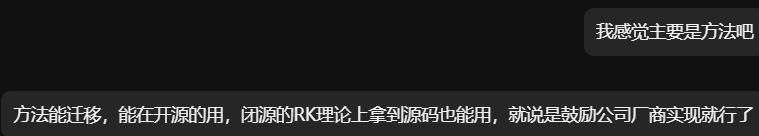 我感觉主要是方法吧
方法能迁移，能在开源的用，闭源的RK理论上拿到源码也能用，就说是鼓励公司厂商实现就行了